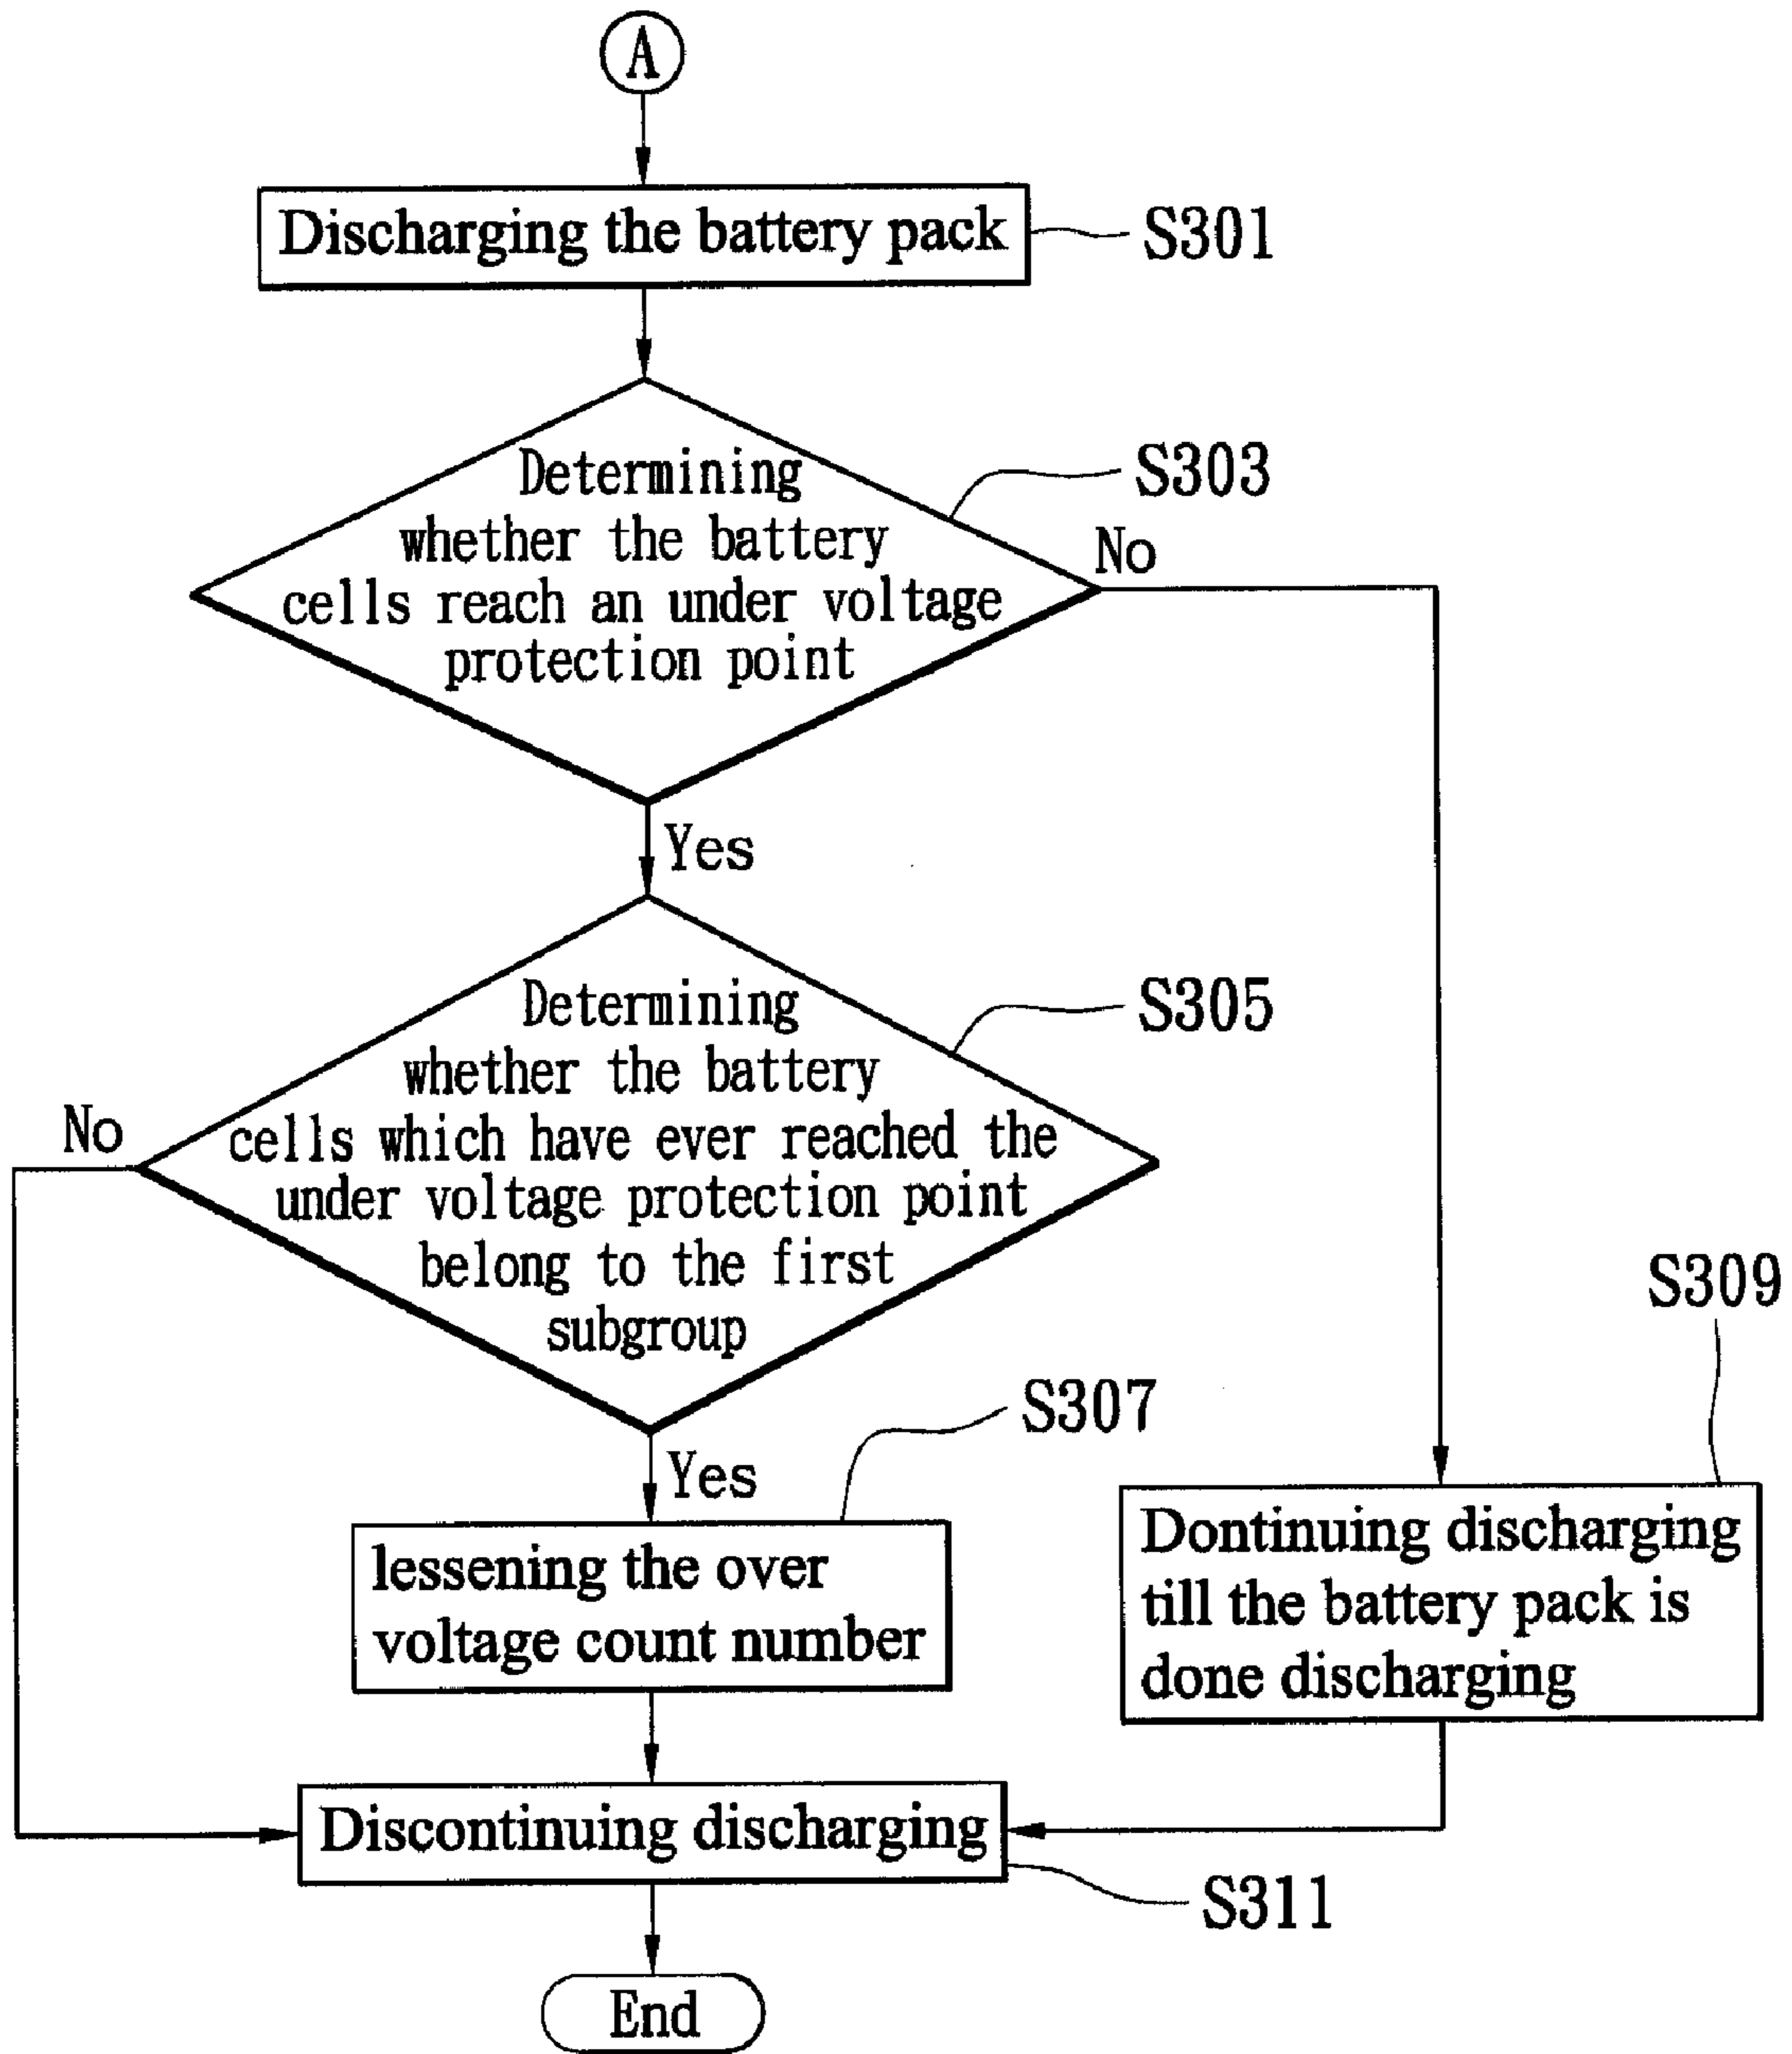 A
Discharging the battery pack
S301
Determining
whether the battery
cells reach an under voltage
protection point
S303
No
Yes
Determining
whether the battery
cells which have ever reached the
under voltage protection point
belong to the first
subgroup
S305
No
Yes
S307
lessening the over
voltage count number
S309
Dontinuing discharging
till the battery pack is
done discharging
Discontinuing discharging
S311
End